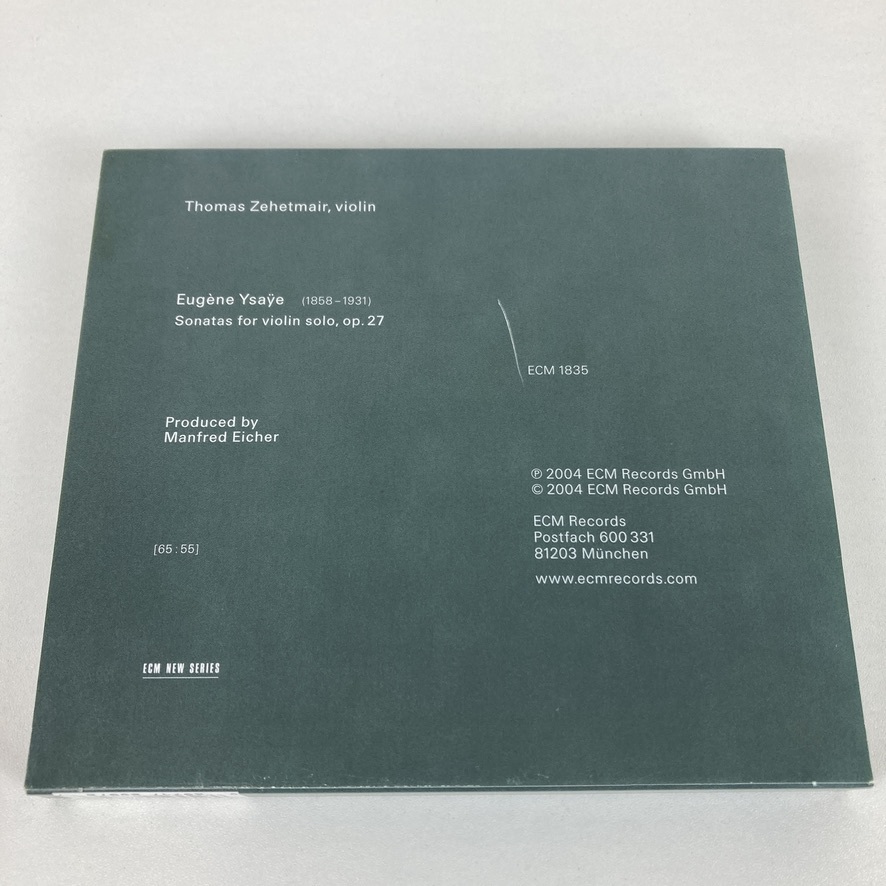 Thomas Zehetmair, violin
Eugène Ysaÿe (1858–1931)
Sonatas for violin solo, op. 27
ECM 1835
Produced by
Manfred Eicher
℗ 2004 ECM Records GmbH
© 2004 ECM Records GmbH
ECM Records
Postfach 600 331
81203 München
www.ecmrecords.com
[65:55]
ECM NEW SERIES